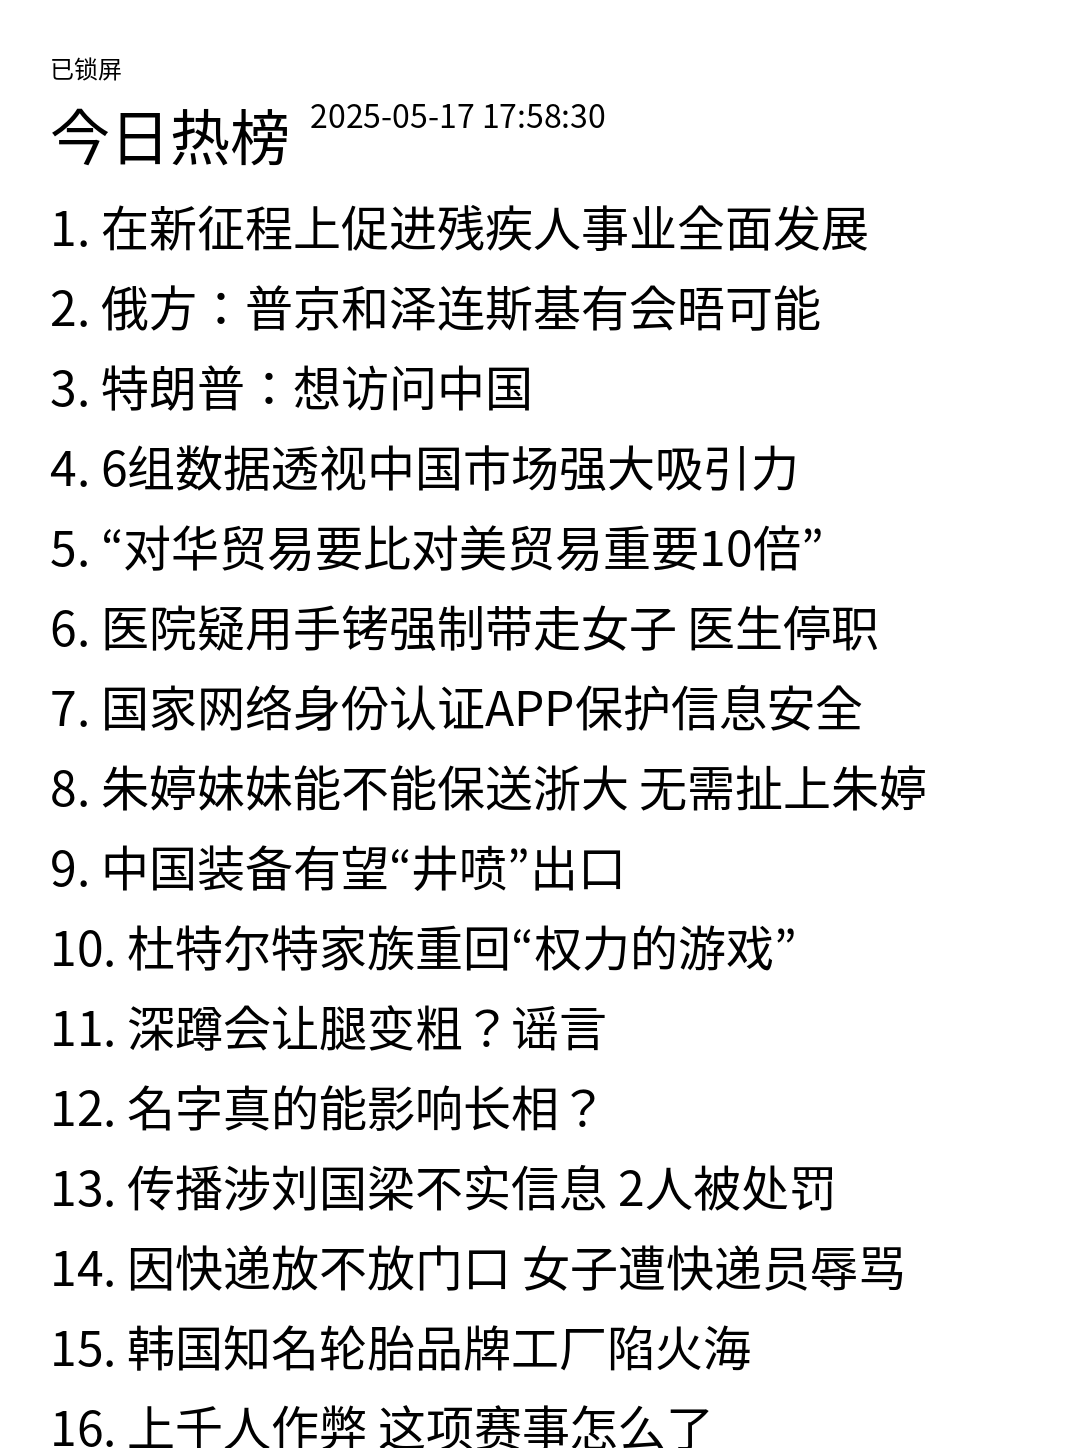 已锁屏
今日热榜 2025-05-17 17:58:30
1. 在新征程上促进残疾人事业全面发展
2. 俄方：普京和泽连斯基有会晤可能
3. 特朗普：想访问中国
4. 6组数据透视中国市场强大吸引力
5. “对华贸易要比对美贸易重要10倍”
6. 医院疑用手铐强制带走女子 医生停职
7. 国家网络身份认证APP保护信息安全
8. 朱婷妹妹能不能保送浙大 无需扯上朱婷
9. 中国装备有望“井喷”出口
10. 杜特尔特家族重回“权力的游戏”
11. 深蹲会让腿变粗？谣言
12. 名字真的能影响长相？
13. 传播涉刘国梁不实信息 2人被处罚
14. 因快递放不放门口 女子遭快递员辱骂
15. 韩国知名轮胎品牌工厂陷火海
16. 上千人作弊 这项赛事怎么了